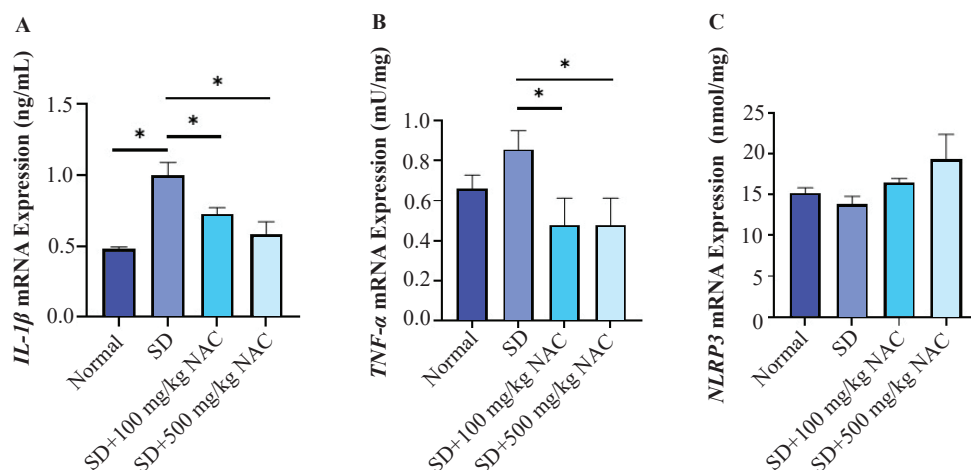 A
IL-1β mRNA Expression (ng/mL)
1.5
1.0
0.5
0.0
*
*
*
Normal
SD
SD+100 mg/kg NAC
SD+500 mg/kg NAC
B
TNF-α mRNA Expression (mU/mg)
1.0
0.8
0.6
0.4
0.2
0.0
*
*
Normal
SD
SD+100 mg/kg NAC
SD+500 mg/kg NAC
C
NLRP3 mRNA Expression (nmol/mg)
25
20
15
10
5
0
Normal
SD
SD+100 mg/kg NAC
SD+500 mg/kg NAC